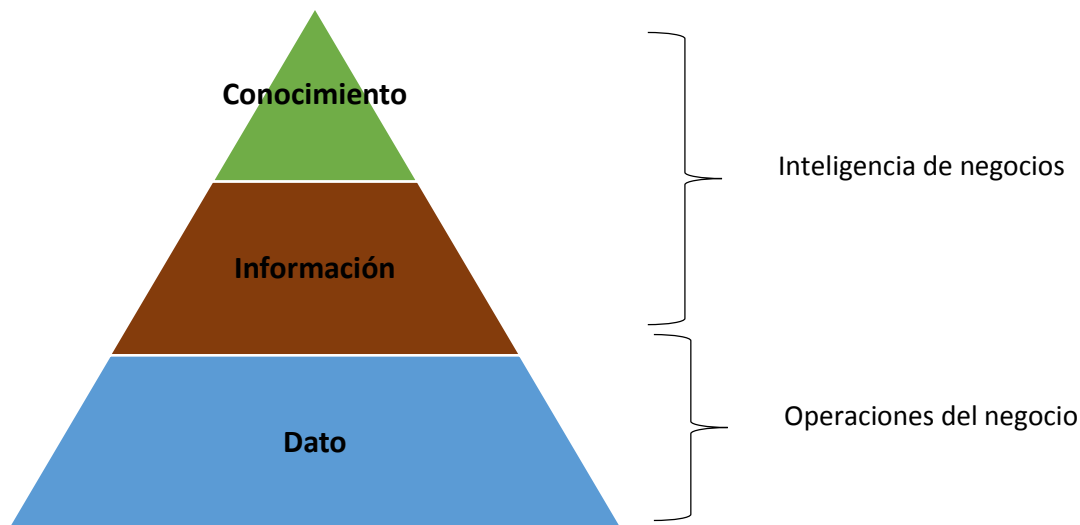 Conocimiento
Inteligencia de negocios
Información
Operaciones del negocio
Dato